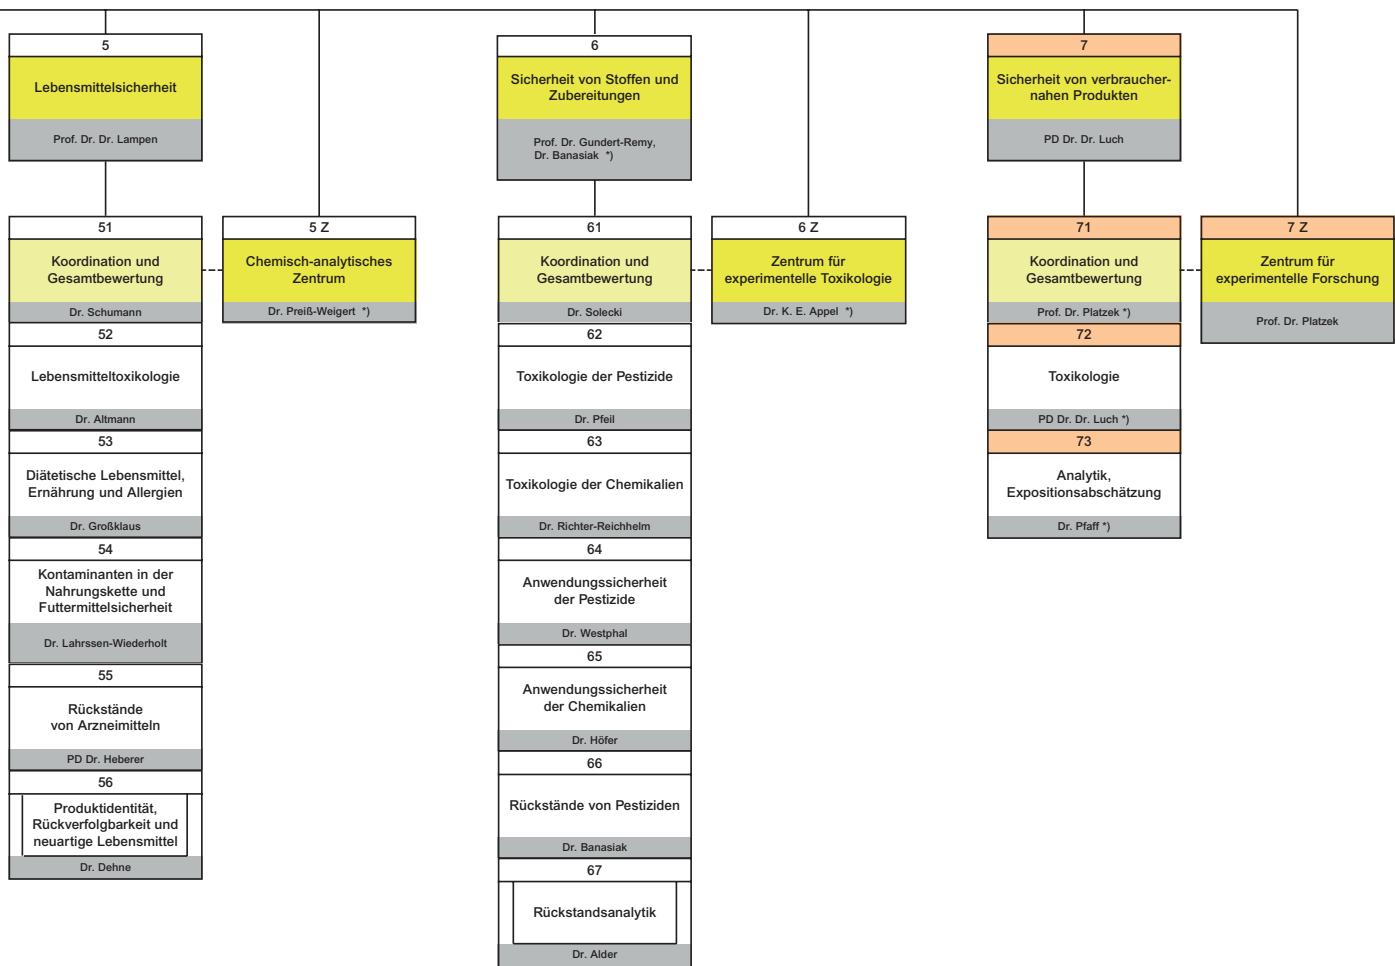 5
Lebensmittelsicherheit
Prof. Dr. Dr. Lampen
51
Koordination und
Gesamtbewertung
Dr. Schumann
5 Z
Chemisch-analytisches
Zentrum
Dr. Preiß-Weigert *)
52
Lebensmitteltoxikologie
Dr. Altmann
53
Diätetische Lebensmittel,
Ernährung und Allergien
Dr. Großklaus
54
Kontaminanten in der
Nahrungskette und
Futtermittelsicherheit
Dr. Lahrssen-Wiederholt
55
Rückstände
von Arzneimitteln
PD Dr. Heberer
56
Produktidentität,
Rückverfolgbarkeit und
neuartige Lebensmittel
Dr. Dehne
6
Sicherheit von Stoffen und
Zubereitungen
Prof. Dr. Gundert-Remy,
Dr. Banasiak *)
61
Koordination und
Gesamtbewertung
Dr. Solecki
6 Z
Zentrum für
experimentelle Toxikologie
Dr. K. E. Appel *)
62
Toxikologie der Pestizide
Dr. Pfeil
63
Toxikologie der Chemikalien
Dr. Richter-Reichhelm
64
Anwendungssicherheit
der Pestizide
Dr. Westphal
65
Anwendungssicherheit
der Chemikalien
Dr. Höfer
66
Rückstände von Pestiziden
Dr. Banasiak
67
Rückstandsanalytik
Dr. Alder
7
Sicherheit von verbraucher-
nahen Produkten
PD Dr. Dr. Luch
71
Koordination und
Gesamtbewertung
Prof. Dr. Platzek *)
7 Z
Zentrum für
experimentelle Forschung
Prof. Dr. Platzek
72
Toxikologie
PD Dr. Dr. Luch *)
73
Analytik,
Expositionsabschätzung
Dr. Pfaff *)